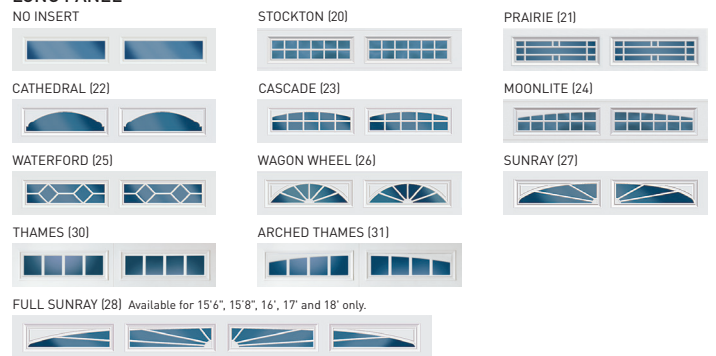 NO INSERT
STOCKTON (20)
PRAIRIE (21)
CATHEDRAL (22)
CASCADE (23)
MOONLITE (24)
WATERFORD (25)
WAGON WHEEL (26)
SUNRAY (27)
THAMES (30)
ARCHED THAMES (31)
FULL SUNRAY (28) Available for 15'6", 15'8", 16', 17' and 18' only.